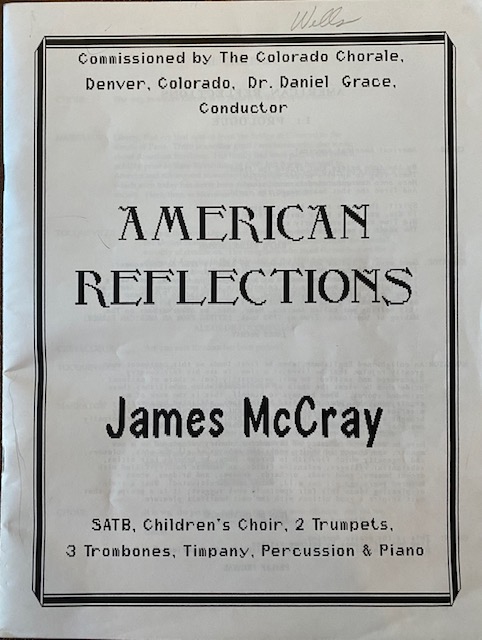 Wells
Commissioned by The Colorado Chorale,
Denver, Colorado, Dr. Daniel Grace,
Conductor
AMERICAN
REFLECTIONS
James McCray
SATB, Children's Choir, 2 Trumpets,
3 Trombones, Timpany, Percussion & Piano